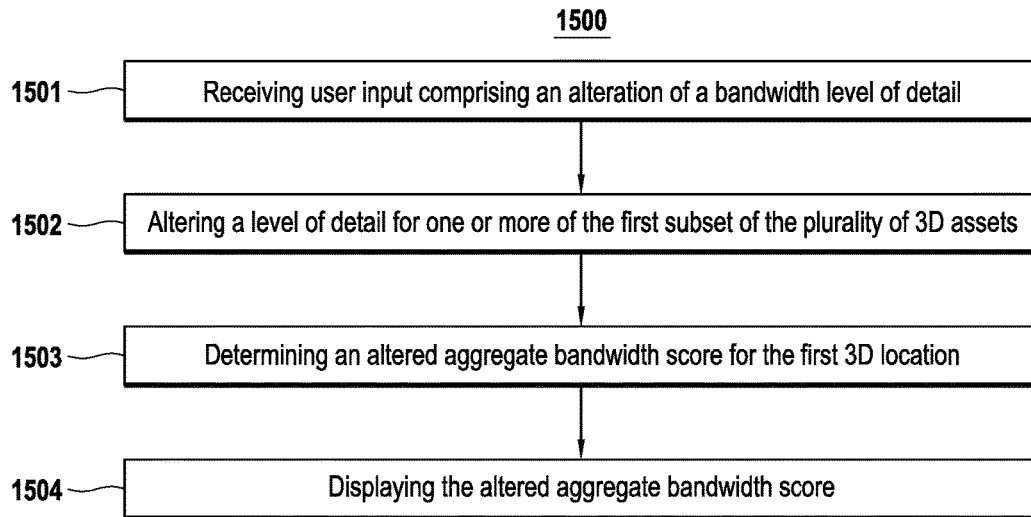 1500
1501 Receiving user input comprising an alteration of a bandwidth level of detail
1502 Altering a level of detail for one or more of the first subset of the plurality of 3D assets
1503 Determining an altered aggregate bandwidth score for the first 3D location
1504 Displaying the altered aggregate bandwidth score